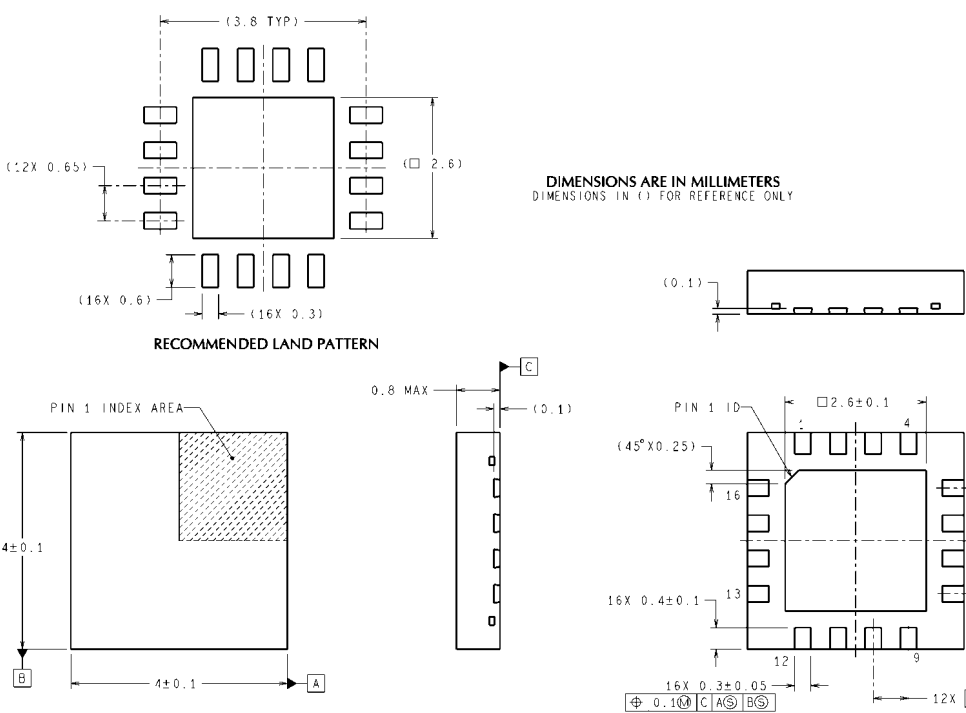 (3.8 TYP)
(12X 0.65)
(□ 2.6)
DIMENSIONS ARE IN MILLIMETERS
DIMENSIONS IN () FOR REFERENCE ONLY
(0.1)
(16X 0.6)
(16X 0.3)
RECOMMENDED LAND PATTERN
C
0.8 MAX
(0.1)
PIN 1 INDEX AREA
PIN 1 ID
□2.6±0.1
1
4
(45°X0.25)
16
4±0.1
13
16X 0.4±0.1
12
9
B
4±0.1
A
16X 0.3±0.05
⌖ 0.1Ⓜ C AⓈ BⓈ
12X